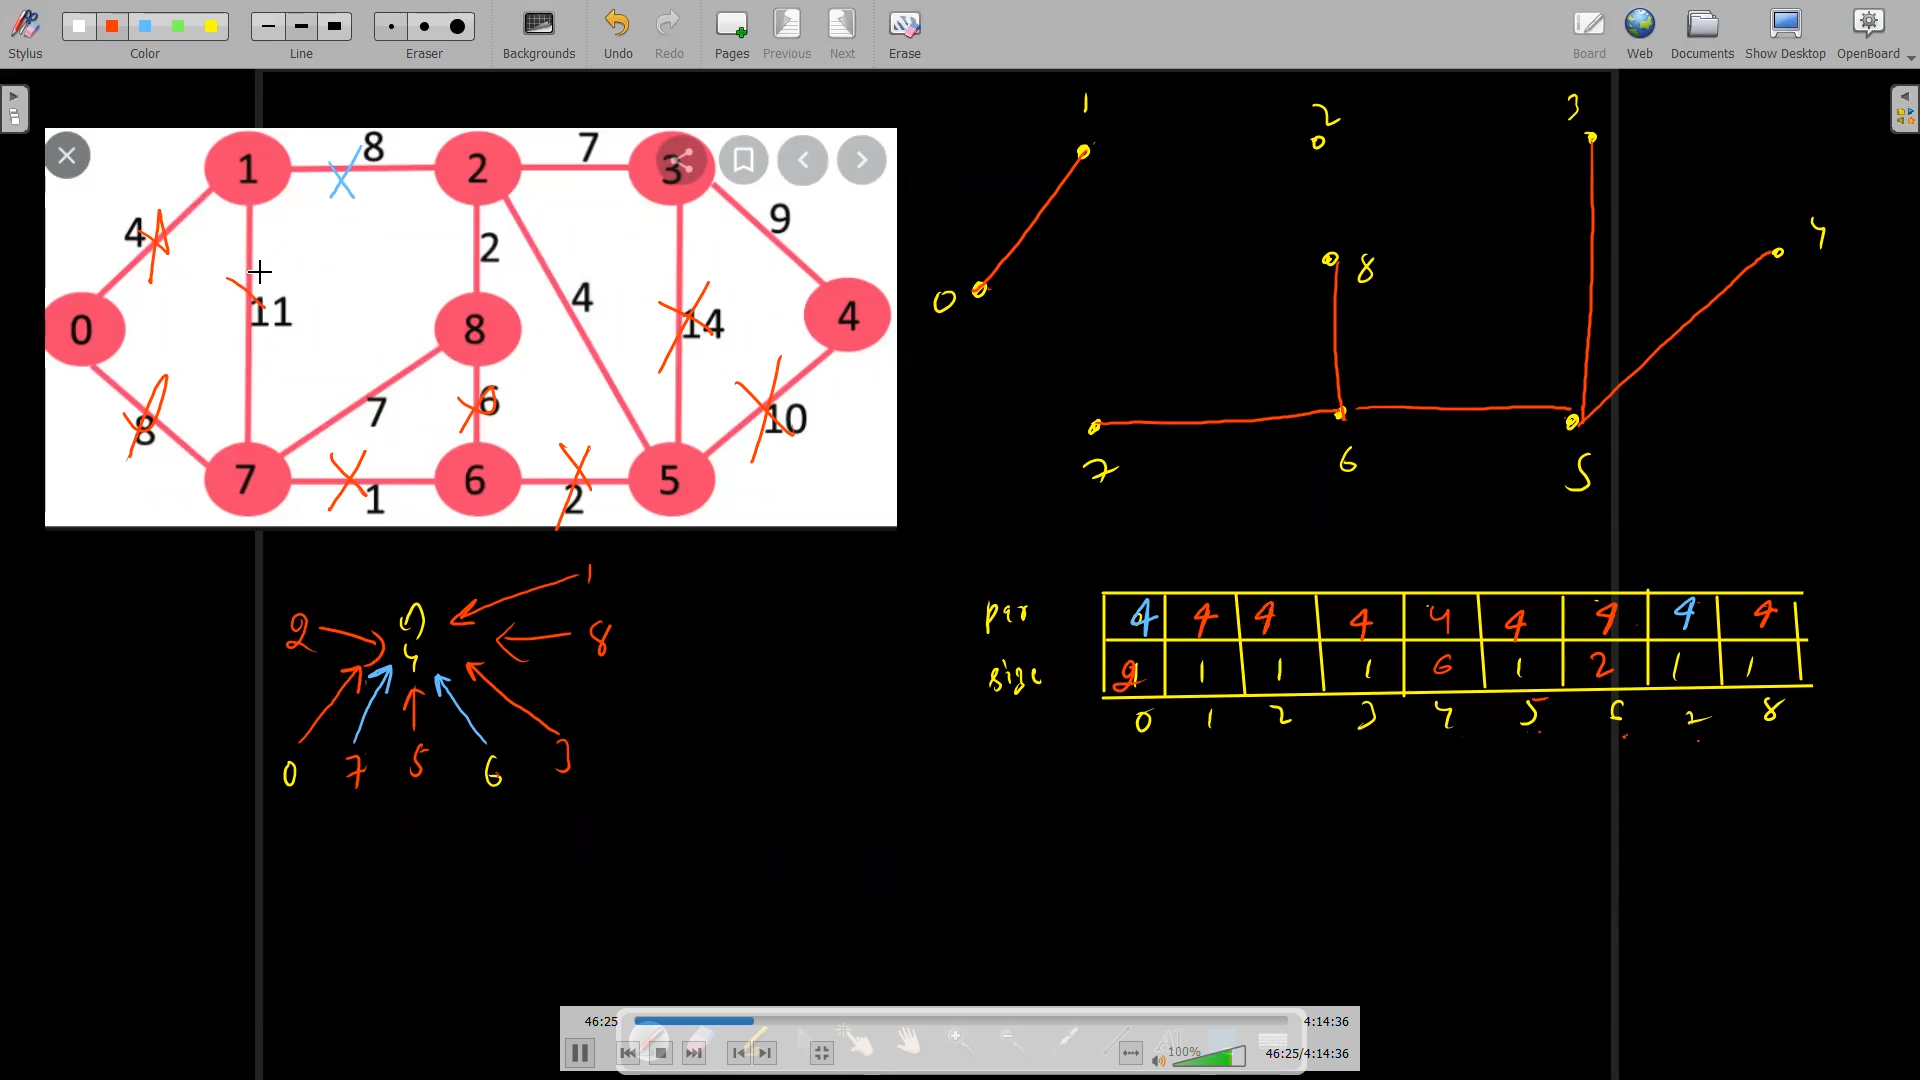 Stylus
Color
Line
Eraser
Backgrounds
Undo
Redo
Pages
Previous
Next
Erase
Board
Web
Documents
Show Desktop
OpenBoard
1 8 2 7 3
4 11 2 4 14 9
0 8 4
8 7 6 10
7 1 6 2 5
1 2 3
0 8 4
7 6 5
1
2 4 8
0 7 5 6 3
par 4 4 4 4 4 4 4 4 4
size 2 1 1 1 6 1 2 1 1
0 1 2 3 4 5 6 7 8
46:25 4:14:36
100% 46:25/4:14:36